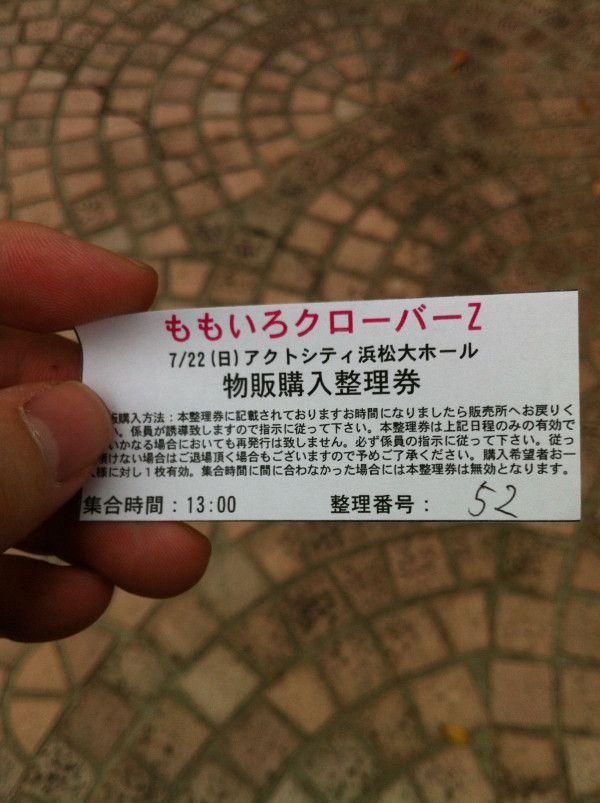 ももいろクローバーZ
7/22(日)アクトシティ浜松大ホール
物販購入整理券
販購入方法：本整理券に記載されておりますお時間になりましたら販売所へお戻りく
い。係員が誘導致しますので指示に従って下さい。本整理券は上記日程のみの有効で
いかなる場合においても再発行は致しません。必ず係員の指示に従って下さい。従っ
頂けない場合はご退場頂く場合もございますので予めご了承ください。購入希望者お一
様に対し1枚有効。集合時間に間に合わなかった場合には本整理券は無効となります。
集合時間：13:00 整理番号： 52